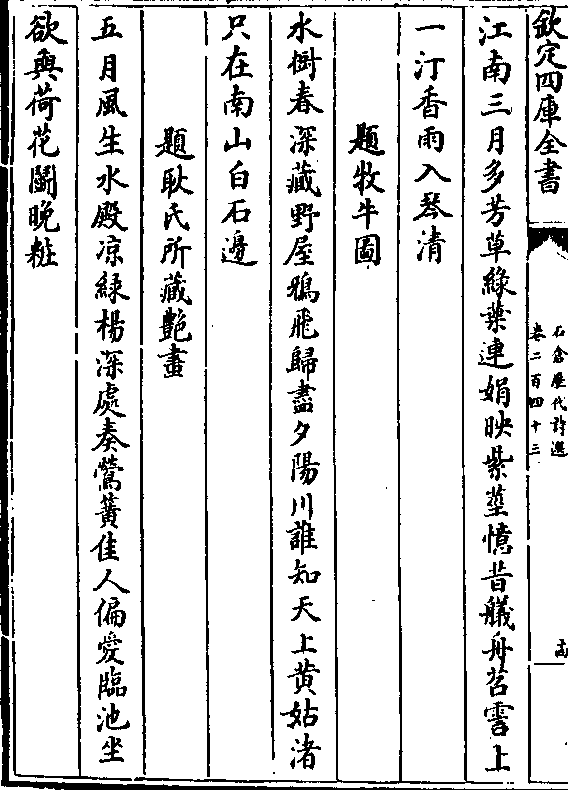 欽定四庫全書
石倉歷代詩選
卷二百四十三
江南三月多芳草綠葉連娟映紫莖憶昔艤舟苕霅上
一汀香雨入琴清
題牧牛圖
水樹春深藏野屋鴉飛歸盡夕陽川誰知天上黄姑渚
只在南山白石邊
題耿氏所藏艷畫
五月風生水殿凉緑楊深處奏鶯簧佳人偏愛臨池坐
欲與荷花鬭晚粧